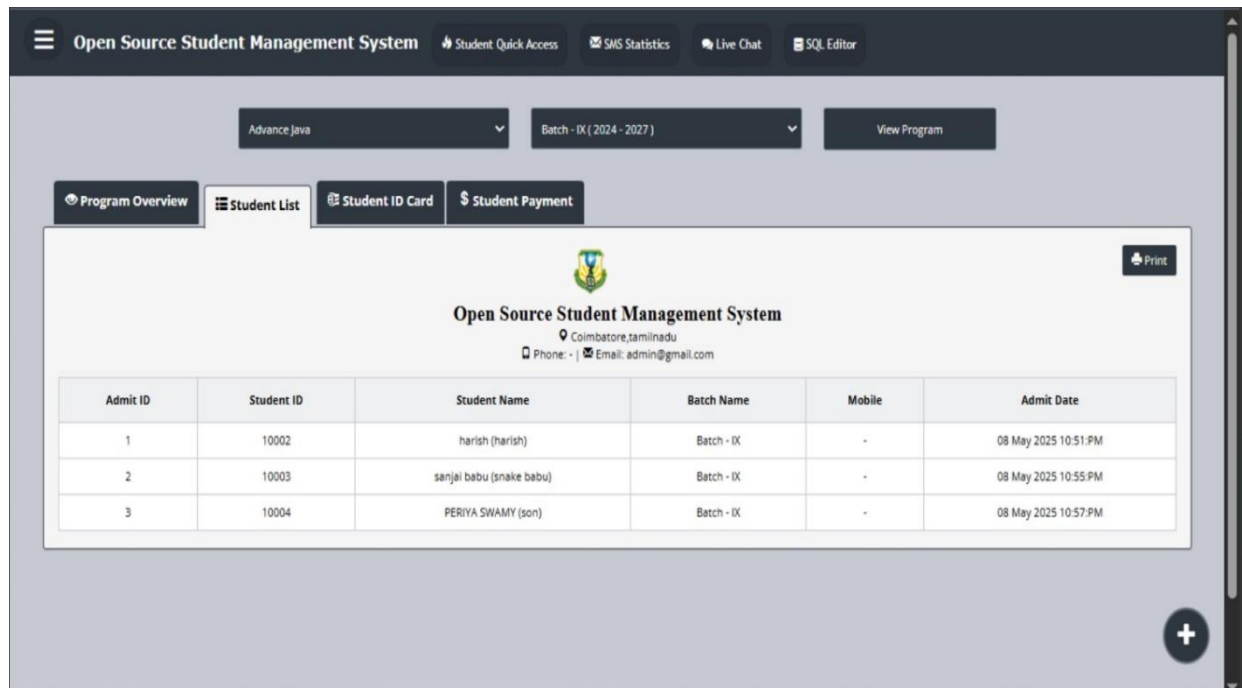 Open Source Student Management System Student Quick Access SMS Statistics Live Chat SQL Editor
Advance Java Batch - IX ( 2024 - 2027 ) View Program
Program Overview Student List Student ID Card $ Student Payment
Print
Open Source Student Management System
Coimbatore,tamilnadu
Phone: - | Email: admin@gmail.com
Admit ID Student ID Student Name Batch Name Mobile Admit Date
1 10002 harish (harish) Batch - IX - 08 May 2025 10:51:PM
2 10003 sanjai babu (snake babu) Batch - IX - 08 May 2025 10:55:PM
3 10004 PERIYA SWAMY (son) Batch - IX - 08 May 2025 10:57:PM